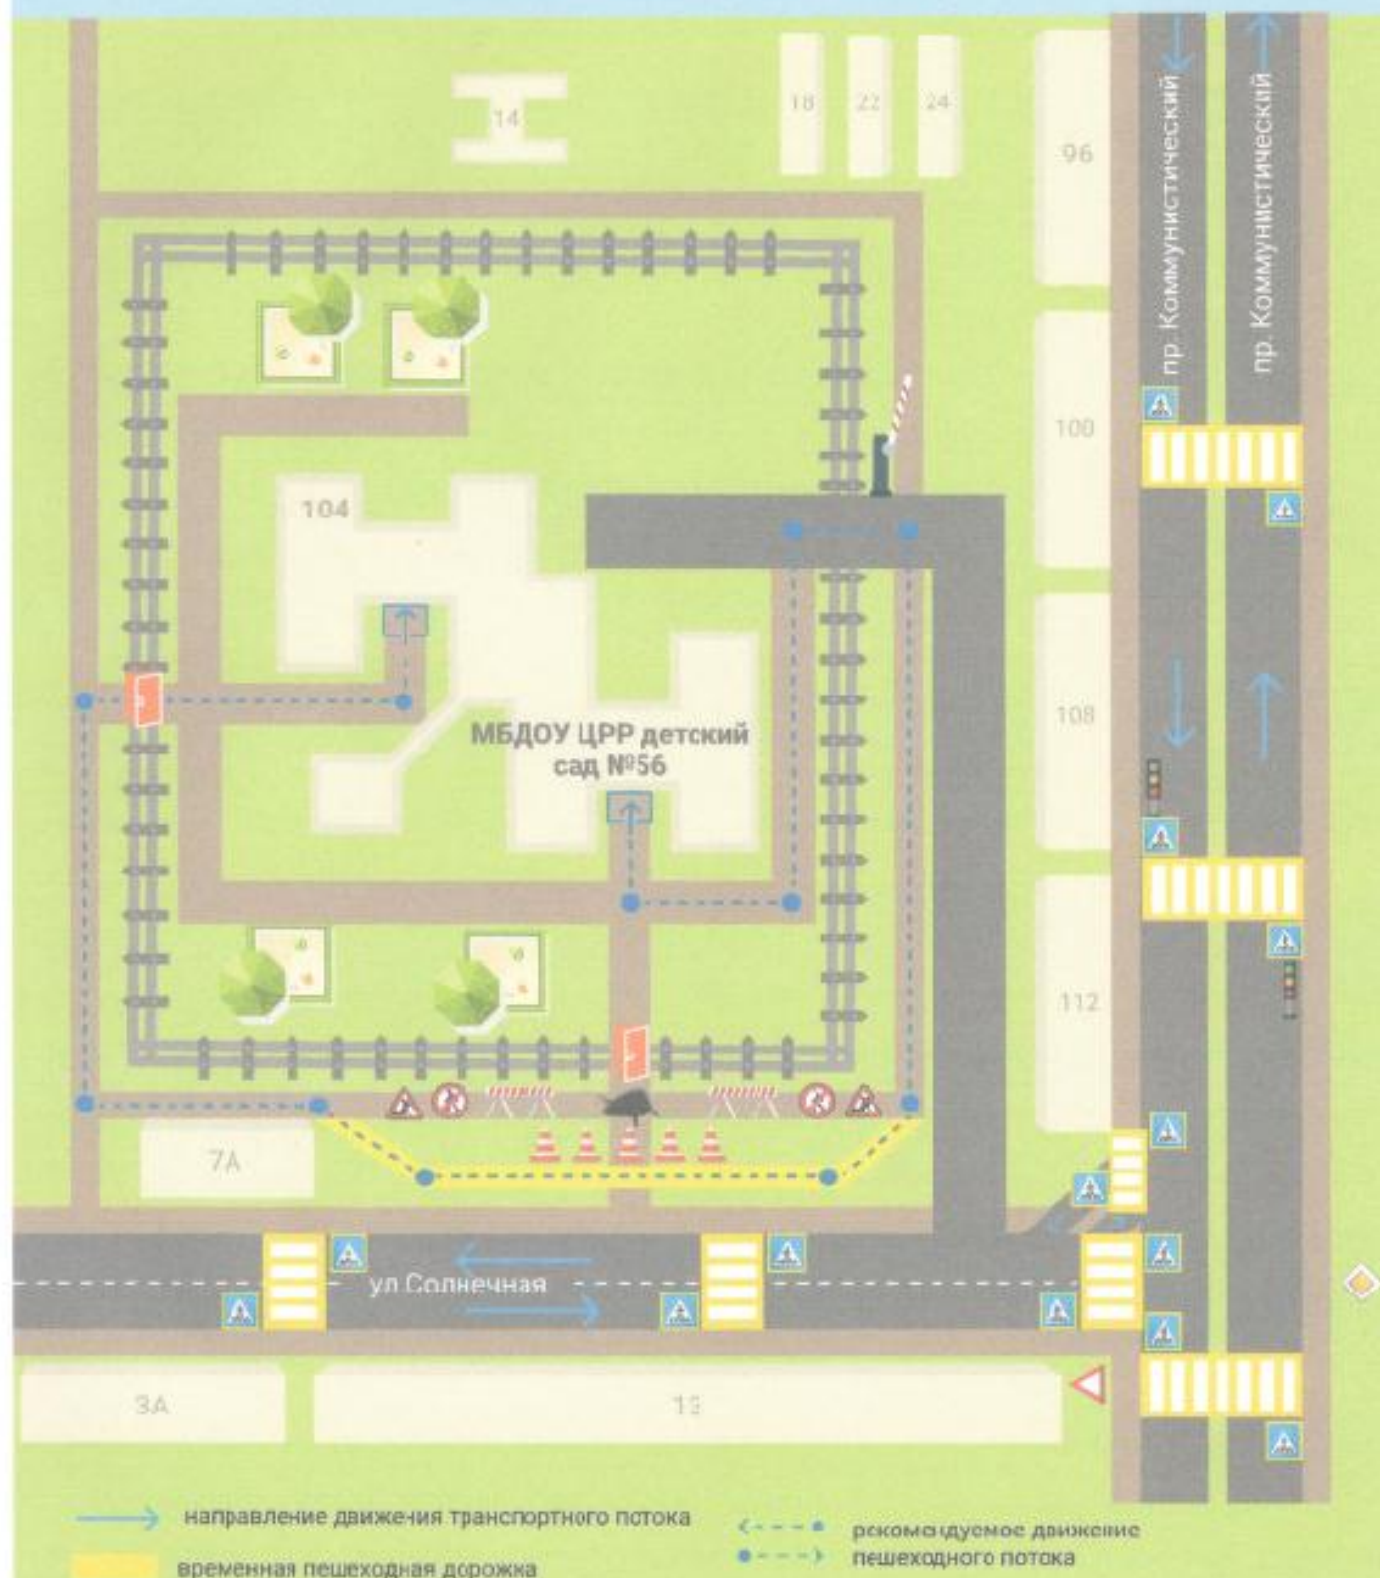 14
18
22
24
96
пр. Коммунистический
пр. Коммунистический
100
104
108
МБДОУ ЦРР детский
сад №56
112
7А
ул.Солнечная
3А
13
направление движения транспортного потока
временная пешеходная дорожка
рекомендуемое движение
пешеходного потока